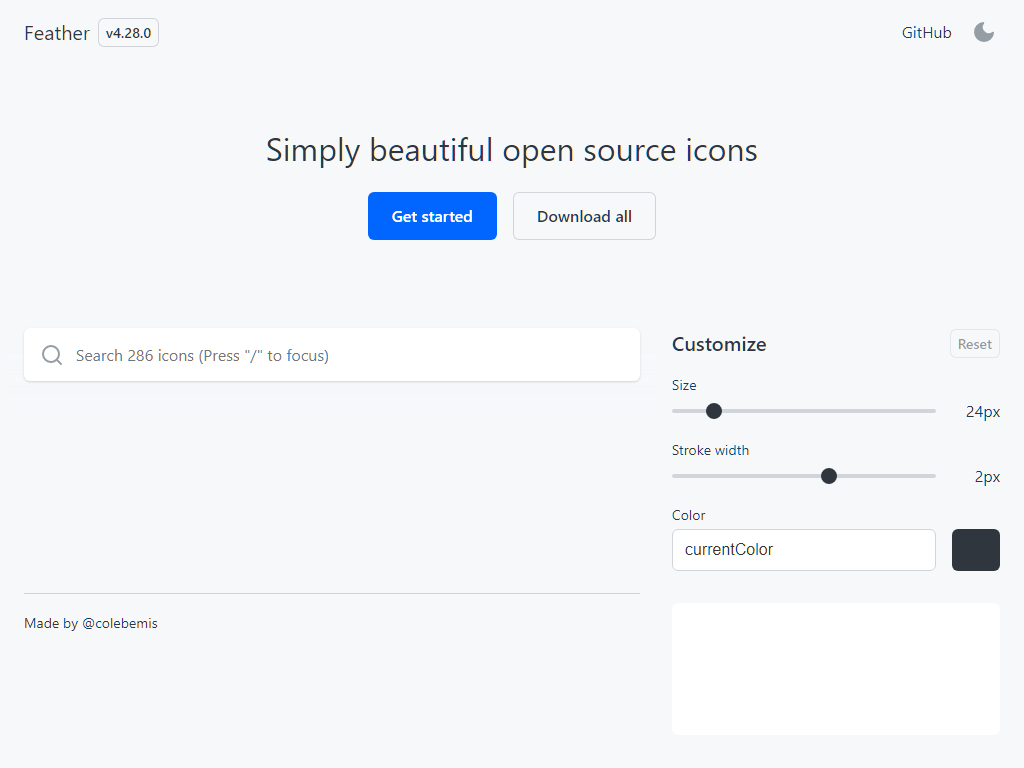 Feather v4.28.0 GitHub
Simply beautiful open source icons
Get started Download all
Search 286 icons (Press "/" to focus)
Customize Reset
Size
24px
Stroke width
2px
Color
currentColor
Made by @colebemis